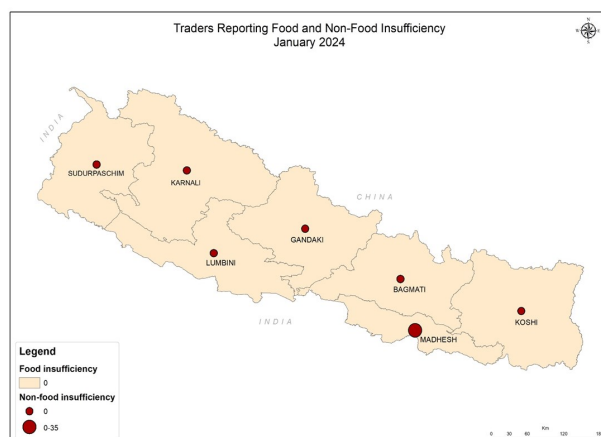 Traders Reporting Food and Non-Food Insufficiency
January 2024
N
INDIA
SUDURPASCHIM
KARNALI
CHINA
GANDAKI
LUMBINI
BAGMATI
INDIA
KOSHI
MADHESH
Legend
Food insufficiency
0
Non-food insufficiency
0
0-35
Km
0 30 60 120